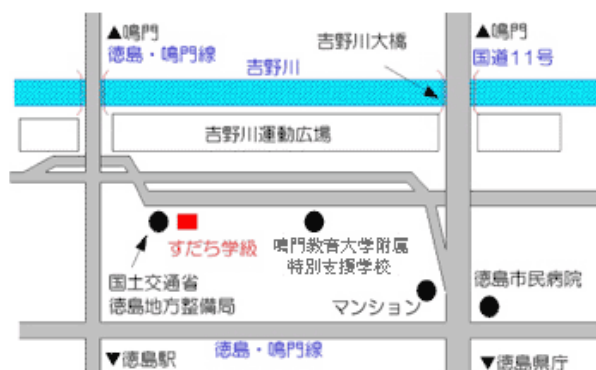 ▲鳴門
徳島・鳴門線
吉野川
吉野川大橋
▲鳴門
国道11号
吉野川運動広場
すだち学級
鳴門教育大学附属
特別支援学校
国土交通省
徳島地方整備局
マンション
徳島市民病院
徳島・鳴門線
▼徳島駅
▼徳島県庁